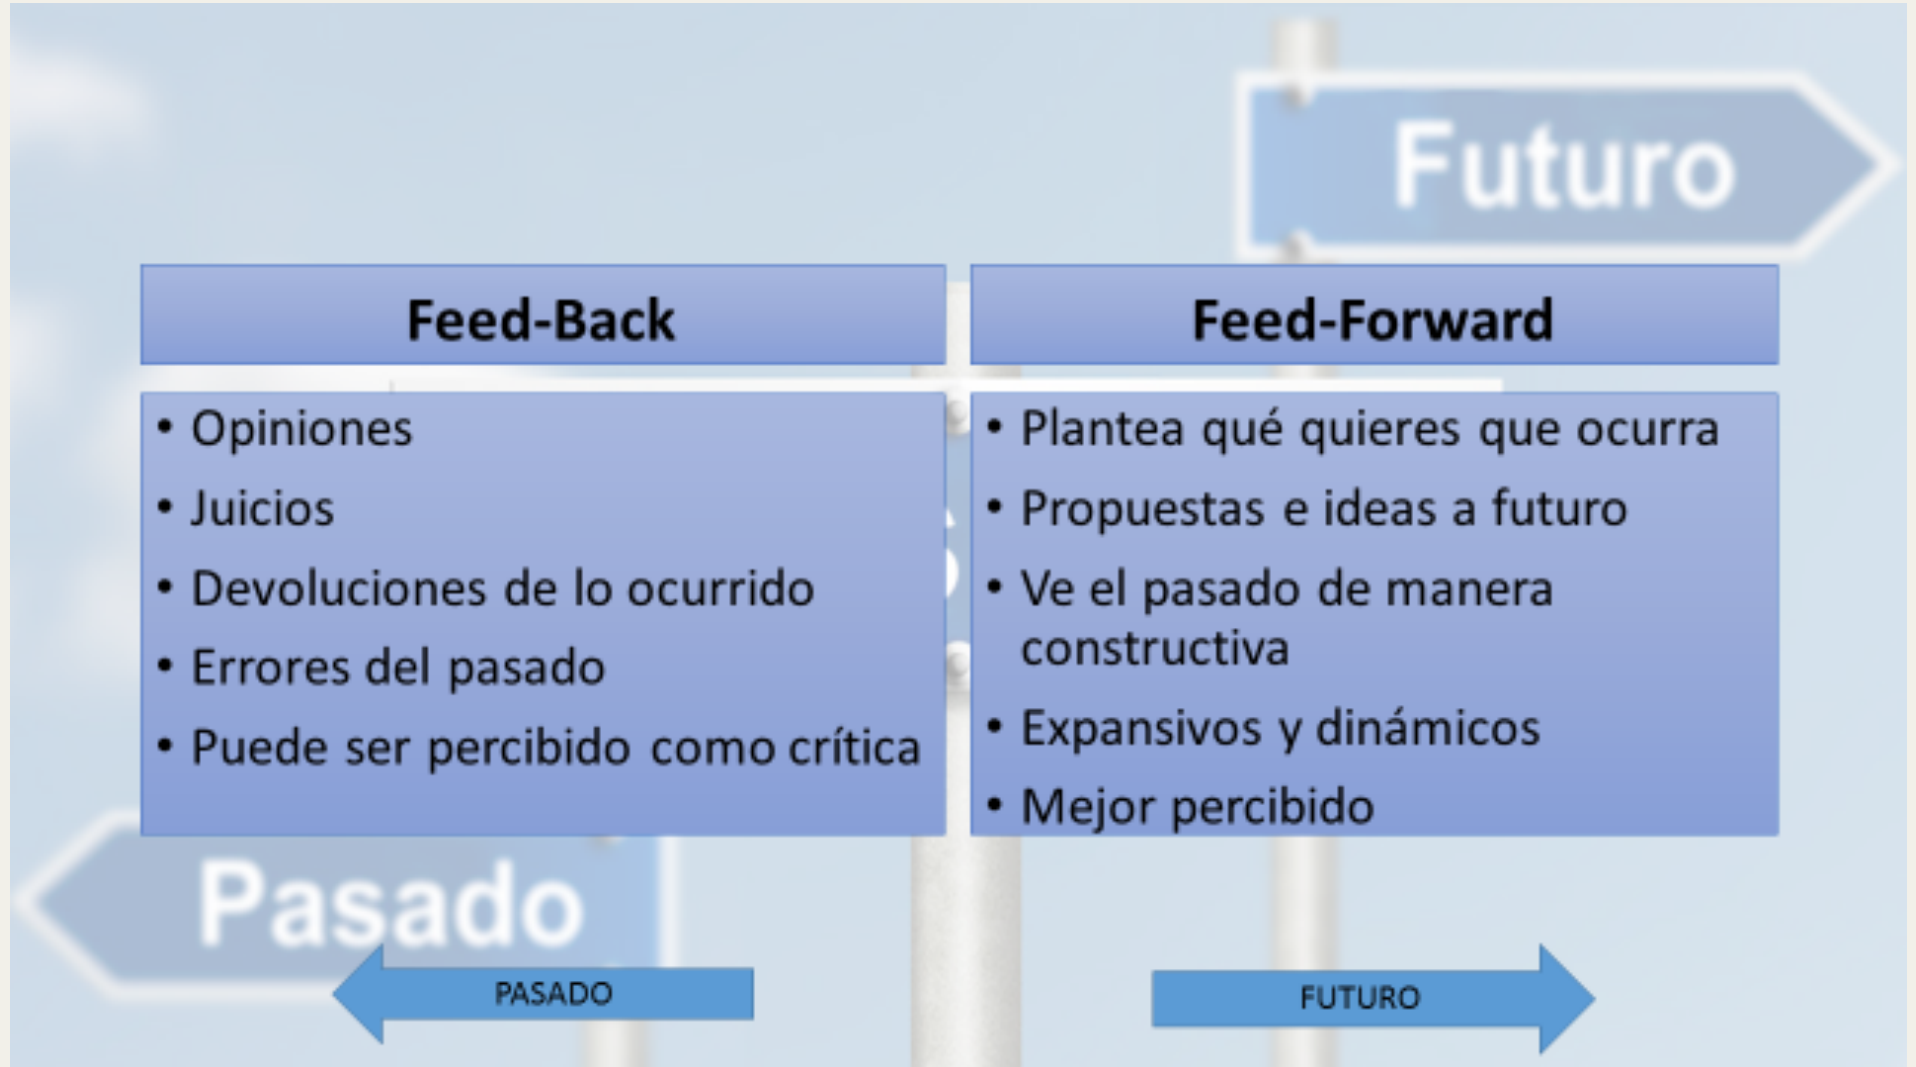 Futuro
Feed-Back
• Opiniones
• Juicios
• Devoluciones de lo ocurrido
• Errores del pasado
• Puede ser percibido como crítica
Feed-Forward
• Plantea qué quieres que ocurra
• Propuestas e ideas a futuro
• Ve el pasado de manera
constructiva
• Expansivos y dinámicos
• Mejor percibido
Pasado
PASADO
FUTURO